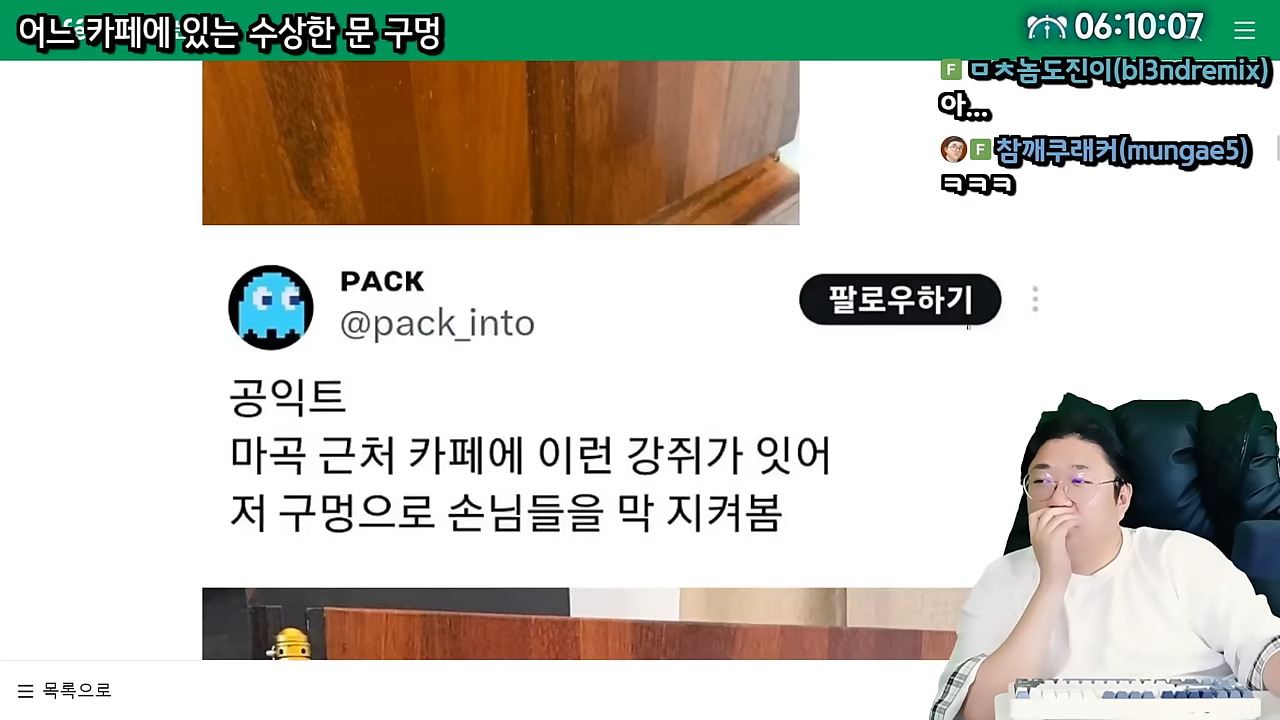 어느 카페에 있는 수상한 문 구멍
06:10:07
F ㅁㅊ놈도진이(bl3ndremix)
아...
F 참깨쿠래커(mungae5)
ㅋㅋㅋ
PACK
@pack_into
팔로우하기
공익트
마곡 근처 카페에 이런 강쥐가 잇어
저 구멍으로 손님들을 막 지켜봄
목록으로